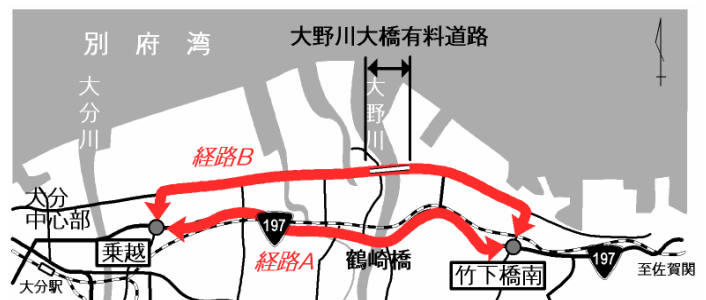 別府湾
大野川大橋有料道路
大分川
大野川
経路B
大分
中心部
197
乗越
経路A
鶴崎橋
大分駅
竹下橋南
197
至佐賀関